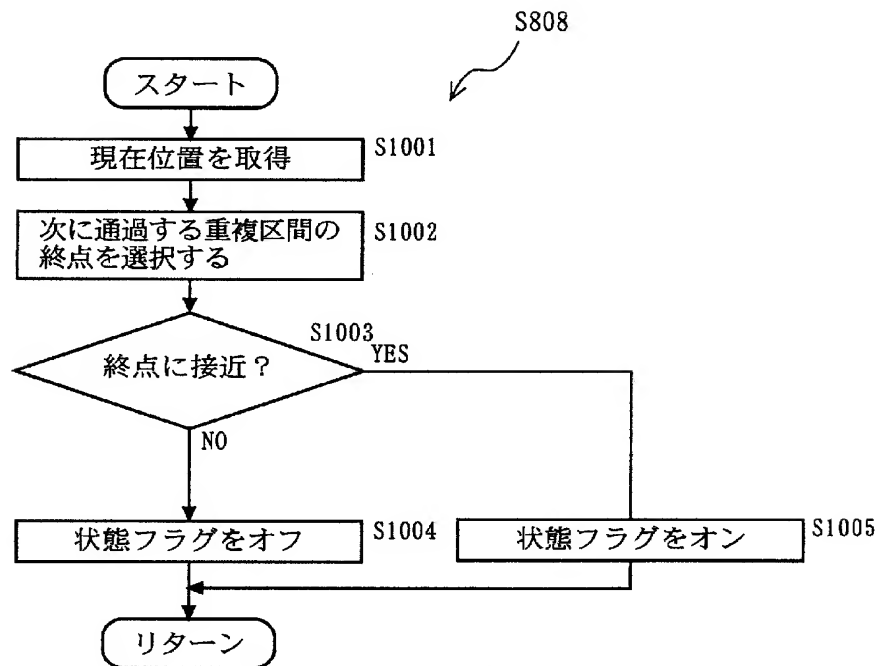 S808
スタート
現在位置を取得
S1001
次に通過する重複区間の
終点を選択する
S1002
S1003
終点に接近？
YES
NO
状態フラグをオフ
S1004
状態フラグをオン
S1005
リターン